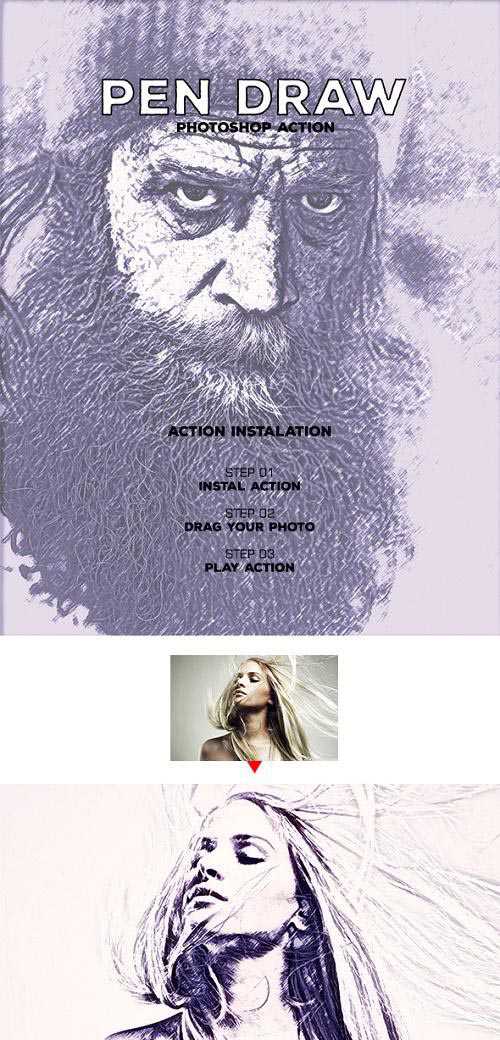 PEN DRAW
PHOTOSHOP ACTION
ACTION INSTALATION
STEP 01
INSTAL ACTION
STEP 02
DRAG YOUR PHOTO
STEP 03
PLAY ACTION